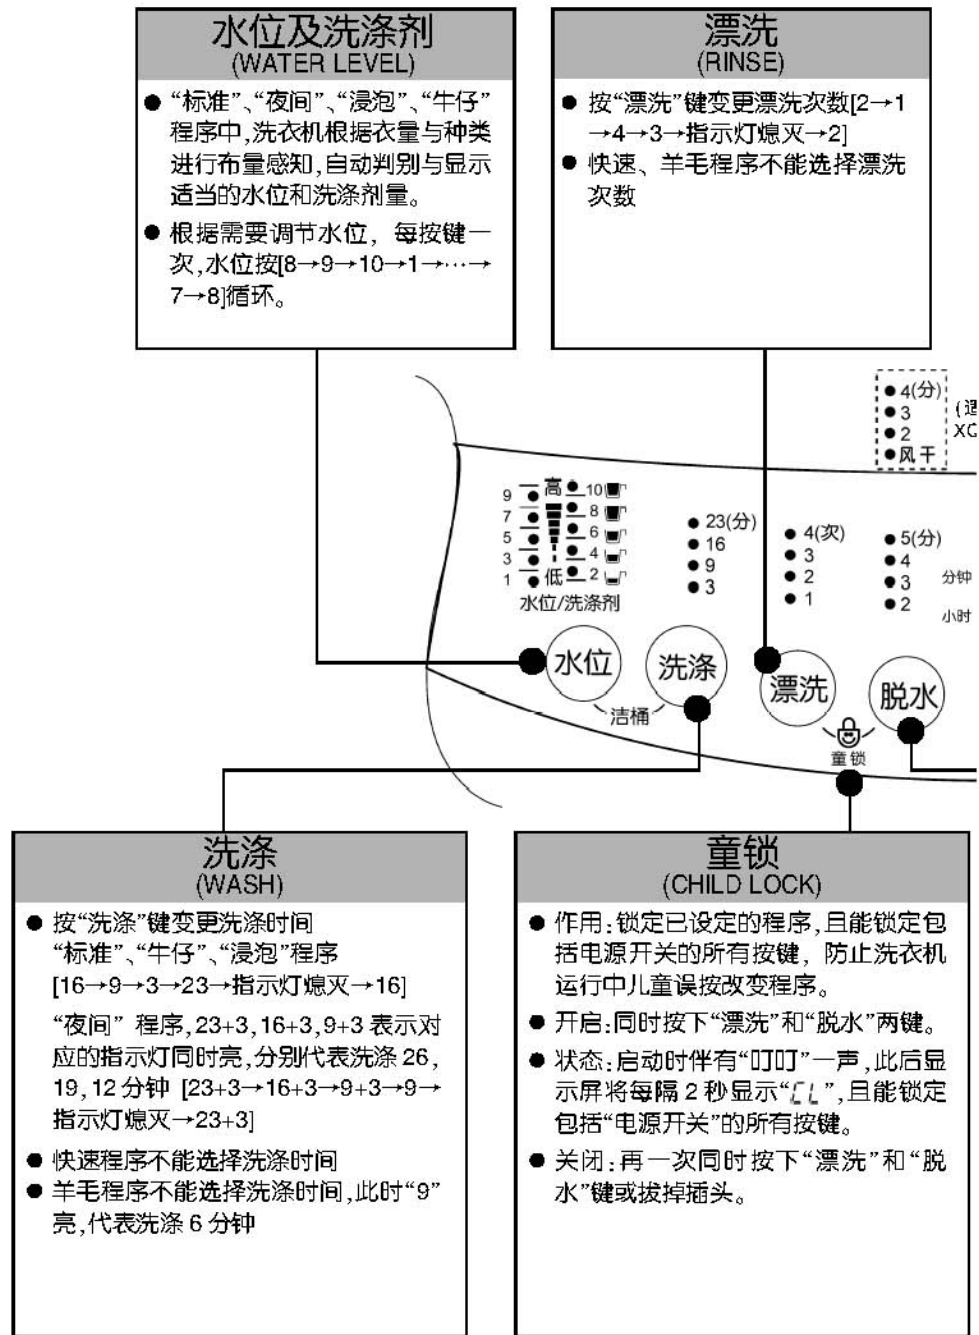 水位及洗涤剂
(WATER LEVEL)
● “标准”、“夜间”、“浸泡”、“牛仔”
程序中,洗衣机根据衣量与种类
进行布量感知,自动判别与显示
适当的水位和洗涤剂量。
● 根据需要调节水位，每按键一
次,水位按[8→9→10→1→…→
7→8]循环。
漂洗
(RINSE)
● 按“漂洗”键变更漂洗次数[2→1
→4→3→指示灯熄灭→2]
● 快速、羊毛程序不能选择漂洗
次数
4(分)
3
2
风干
XQ
高
低
9
7
5
3
1
10
8
6
4
2
水位/洗涤剂
23(分)
16
9
3
4(次)
3
2
1
5(分)
4
3
2
分钟
小时
水位
洗涤
漂洗
脱水
洁桶
童锁
洗涤
(WASH)
● 按“洗涤”键变更洗涤时间
“标准”、“牛仔”、“浸泡”程序
[16→9→3→23→指示灯熄灭→16]
“夜间” 程序,23+3,16+3,9+3 表示对
应的指示灯同时亮,分别代表洗涤 26,
19,12 分钟 [23+3→16+3→9+3→9→
指示灯熄灭→23+3]
● 快速程序不能选择洗涤时间
● 羊毛程序不能选择洗涤时间,此时“9”
亮,代表洗涤 6 分钟
童锁
(CHILD LOCK)
● 作用:锁定已设定的程序,且能锁定包
括电源开关的所有按键，防止洗衣机
运行中儿童误按改变程序。
● 开启:同时按下“漂洗”和“脱水”两键。
● 状态:启动时伴有“叮叮”一声,此后显
示屏将每隔 2 秒显示“CL”,且能锁定
包括“电源开关”的所有按键。
● 关闭:再一次同时按下“漂洗”和“脱
水”键或拔掉插头。